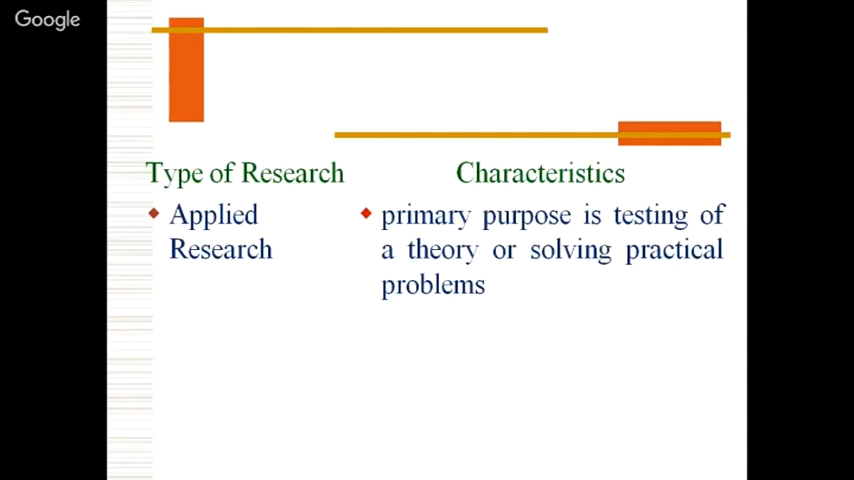 Google
Type of Research
Characteristics
Applied
Research
primary purpose is testing of
a theory or solving practical
problems